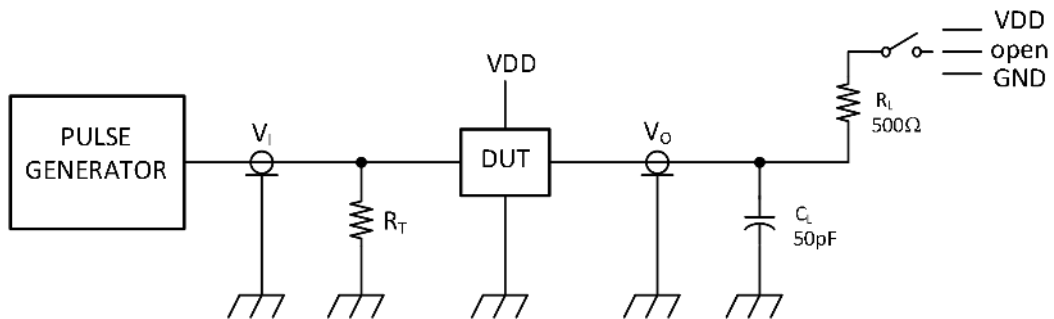 PULSE
GENERATOR
V_I
R_T
VDD
DUT
V_O
C_L
50pF
R_L
500Ω
VDD
open
GND